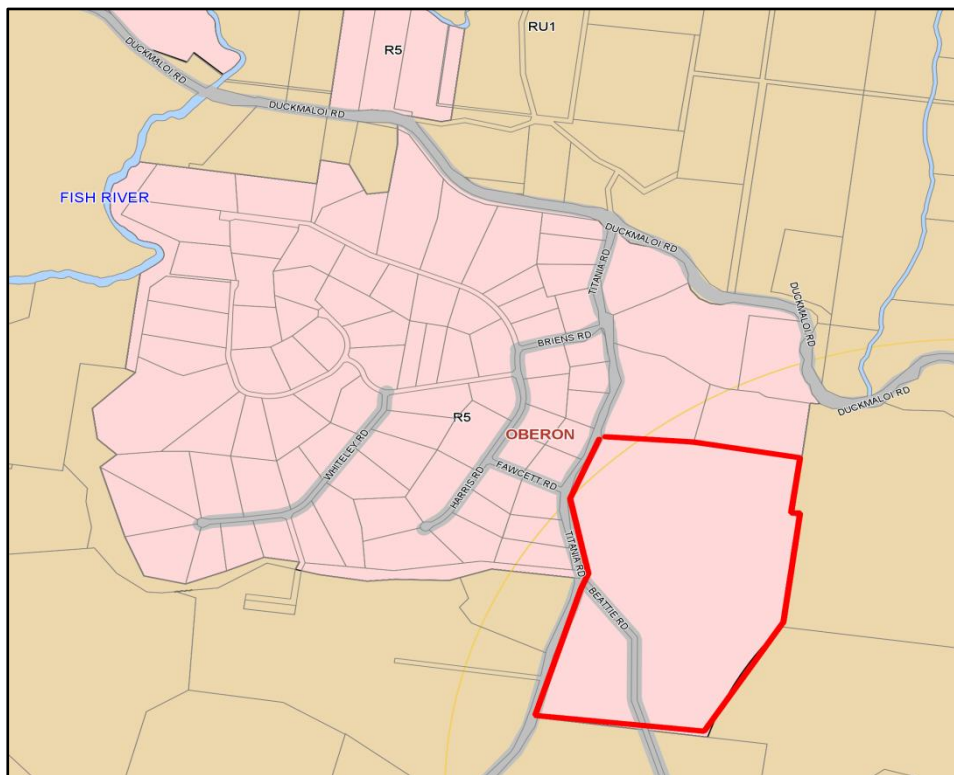 RU1
R5
DUCKMALOI RD
DUCKMALOI RD
FISH RIVER
DUCKMALOI RD
TITANIA RD
DUCKMALOI RD
BRIENS RD
DUCKMALOI RD
R5
OBERON
WHITELEY RD
HARRIS RD
FAWCETT RD
TITANIA RD
BEATTIE RD